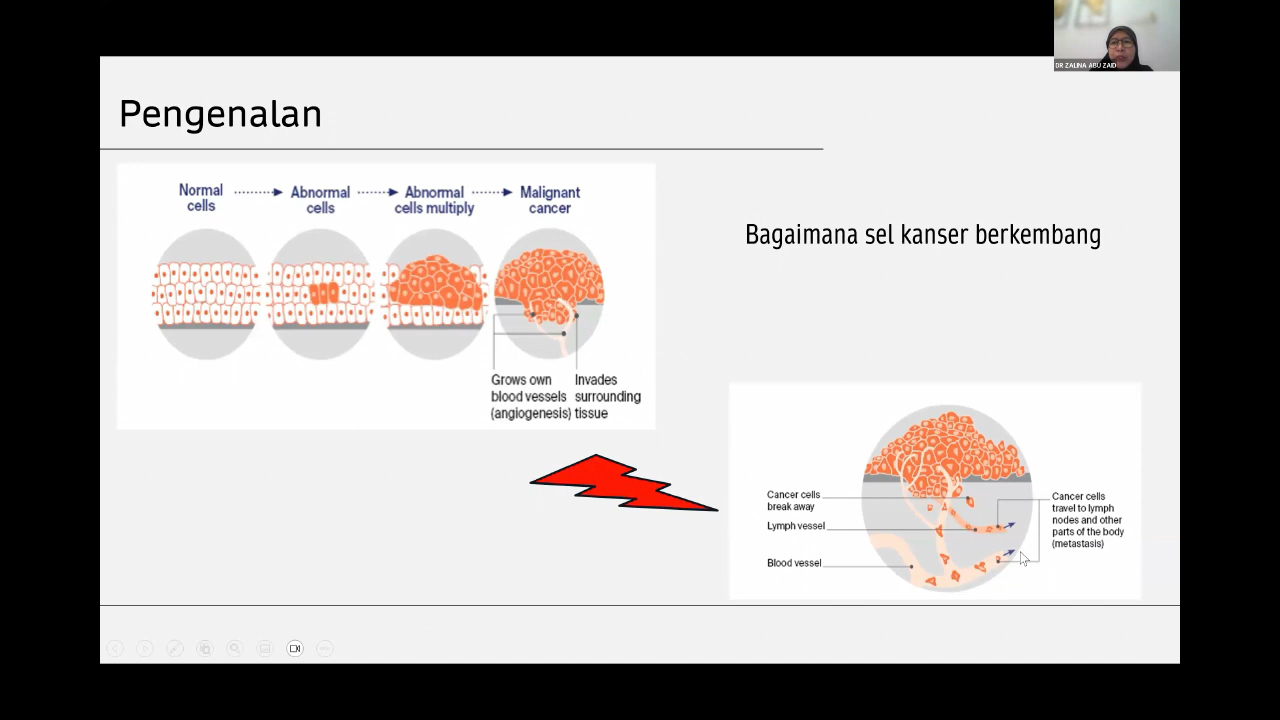 DR ZALINA ABU ZAID
Pengenalan
Normal
cells
Abnormal
cells
Abnormal
cells multiply
Malignant
cancer
Grows own
blood vessels
(angiogenesis)
Invades
surrounding
tissue
Bagaimana sel kanser berkembang
Cancer cells
break away
Lymph vessel
Blood vessel
Cancer cells
travel to lymph
nodes and other
parts of the body
(metastasis)